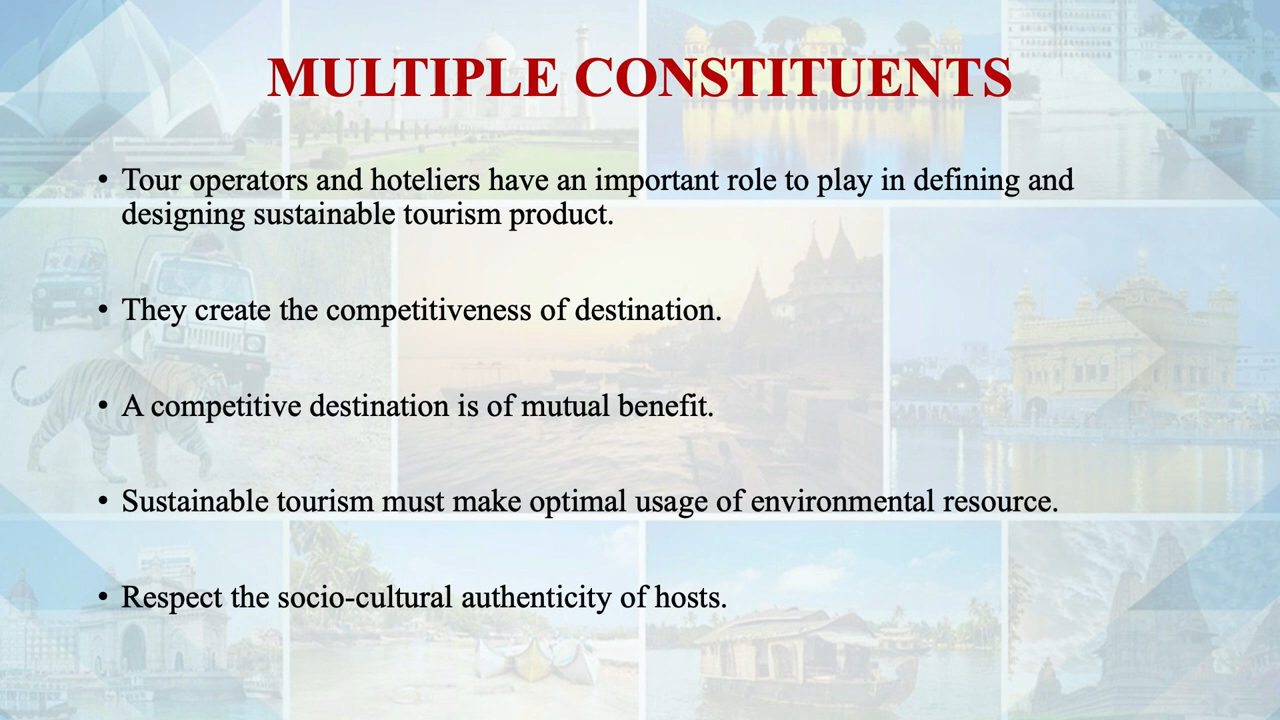 MULTIPLE CONSTITUENTS
• Tour operators and hoteliers have an important role to play in defining and
designing sustainable tourism product.
• They create the competitiveness of destination.
• A competitive destination is of mutual benefit.
• Sustainable tourism must make optimal usage of environmental resource.
• Respect the socio-cultural authenticity of hosts.